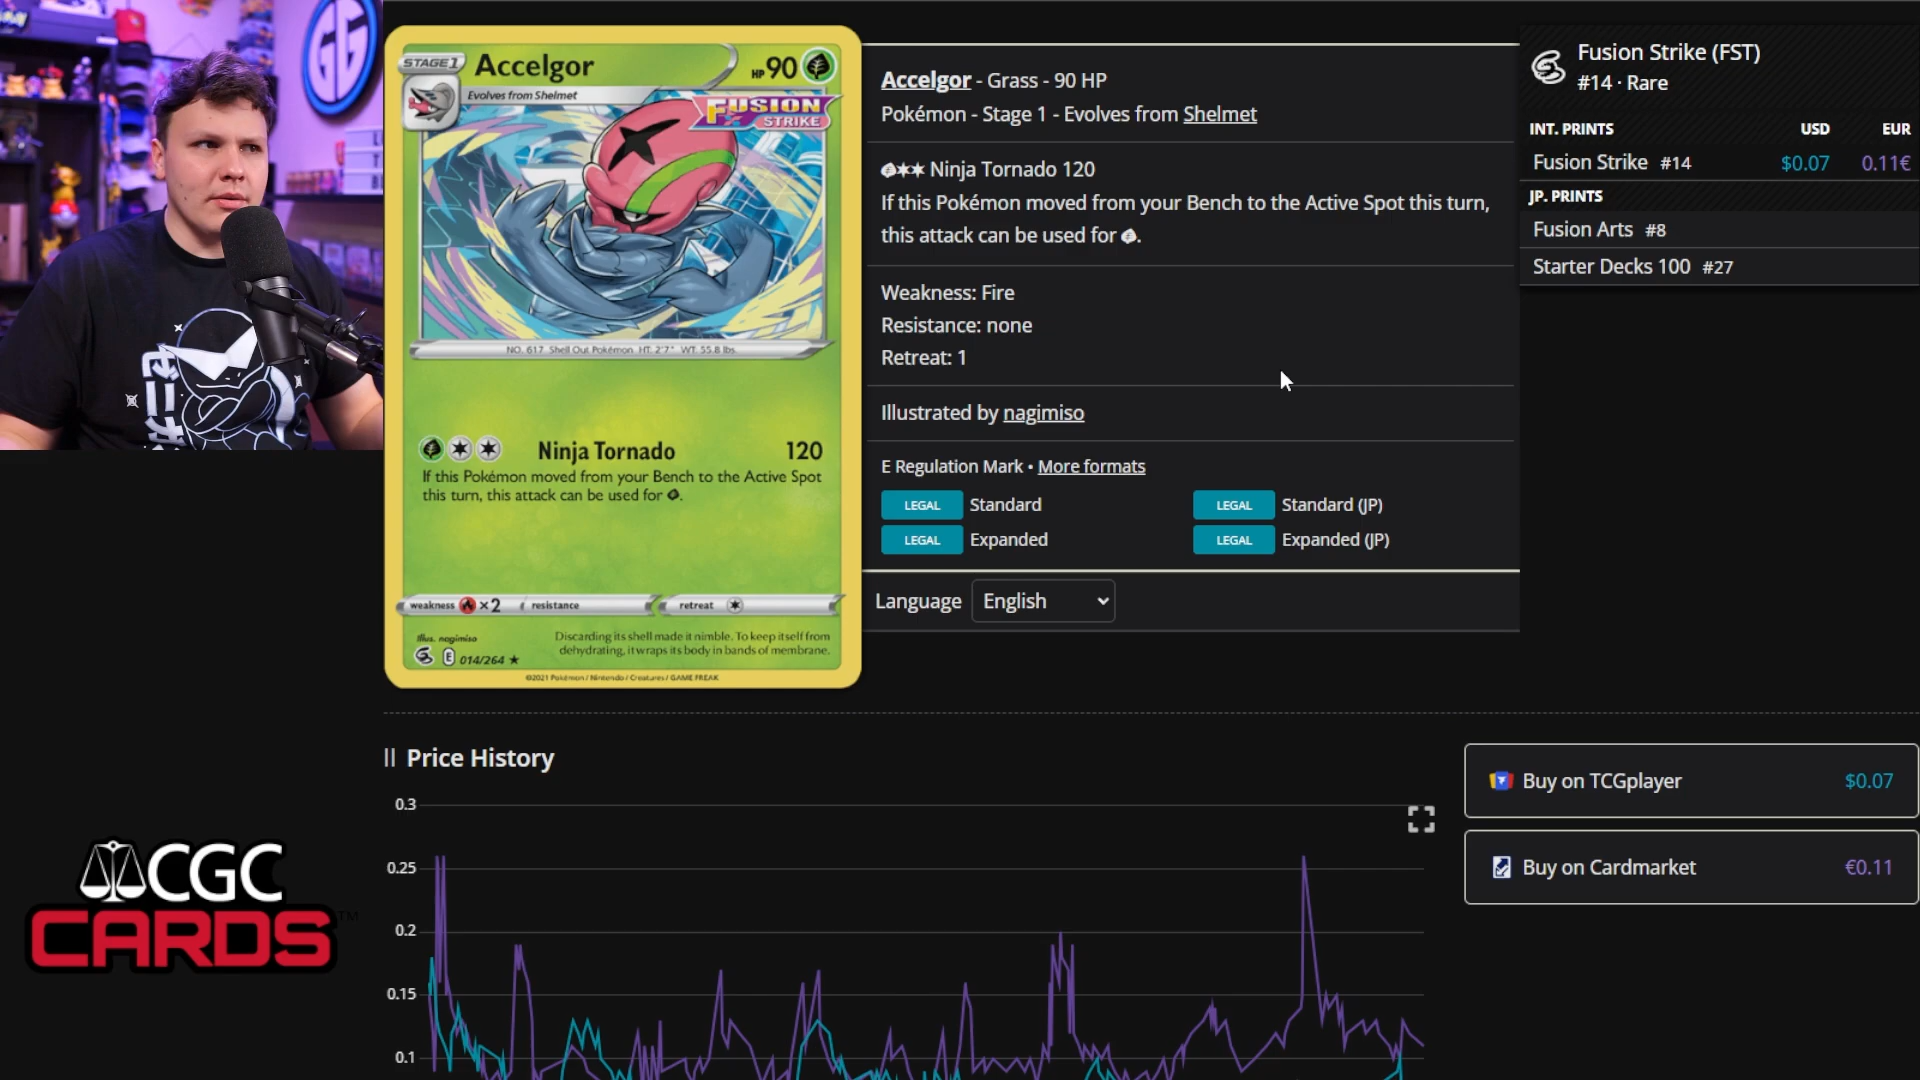 GG
ゼニガメ
STAGE1
Accelgor
HP 90
Evolves from Shelmet
FUSION
STRIKE
NO. 617 Shell Out Pokémon HT: 2'7" WT: 55.8 lbs.
Ninja Tornado 120
If this Pokémon moved from your Bench to the Active Spot
this turn, this attack can be used for .
weakness ×2 resistance retreat
Illus. nagimiso
Discarding its shell made it nimble. To keep itself from
dehydrating, it wraps its body in bands of membrane.
E 014/264 ★
©2021 Pokémon / Nintendo / Creatures / GAME FREAK
Accelgor - Grass - 90 HP
Pokémon - Stage 1 - Evolves from Shelmet
Ninja Tornado 120
If this Pokémon moved from your Bench to the Active Spot this turn,
this attack can be used for .
Weakness: Fire
Resistance: none
Retreat: 1
Illustrated by nagimiso
E Regulation Mark • More formats
LEGAL Standard LEGAL Standard (JP)
LEGAL Expanded LEGAL Expanded (JP)
Language English
Fusion Strike (FST)
#14 · Rare
INT. PRINTS USD EUR
Fusion Strike #14 $0.07 0.11€
JP. PRINTS
Fusion Arts #8
Starter Decks 100 #27
Price History
0.3
0.25
0.2
0.15
0.1
Buy on TCGplayer $0.07
Buy on Cardmarket €0.11
CGC
CARDS™